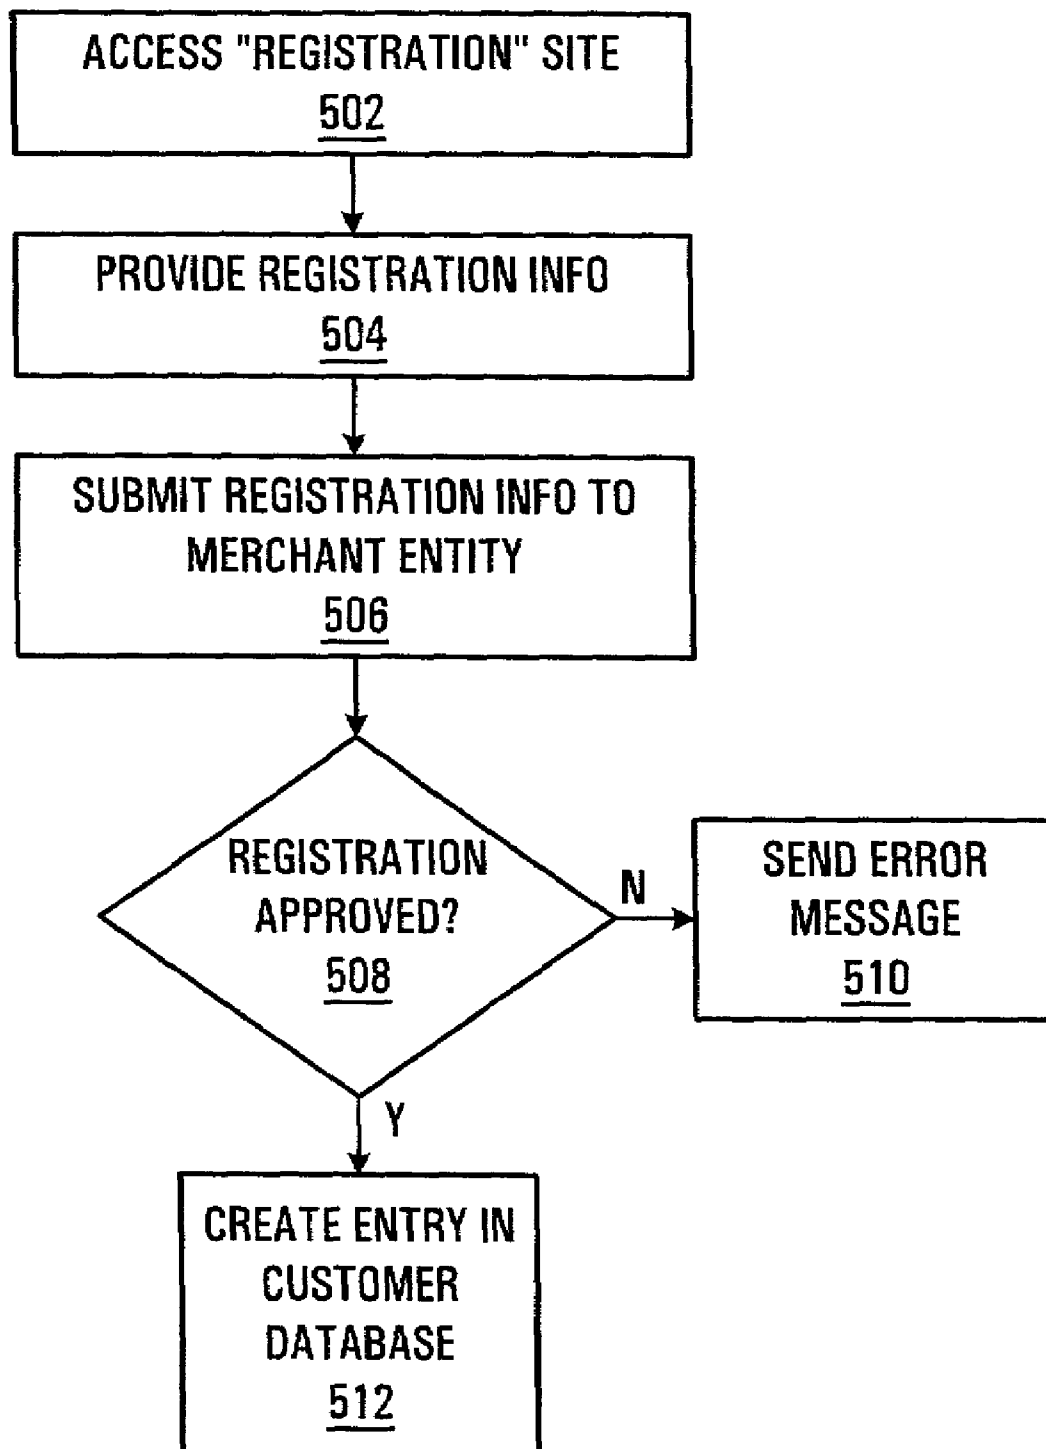 ACCESS "REGISTRATION" SITE
502
PROVIDE REGISTRATION INFO
504
SUBMIT REGISTRATION INFO TO
MERCHANT ENTITY
506
REGISTRATION
APPROVED?
508
N
SEND ERROR
MESSAGE
510
Y
CREATE ENTRY IN
CUSTOMER
DATABASE
512